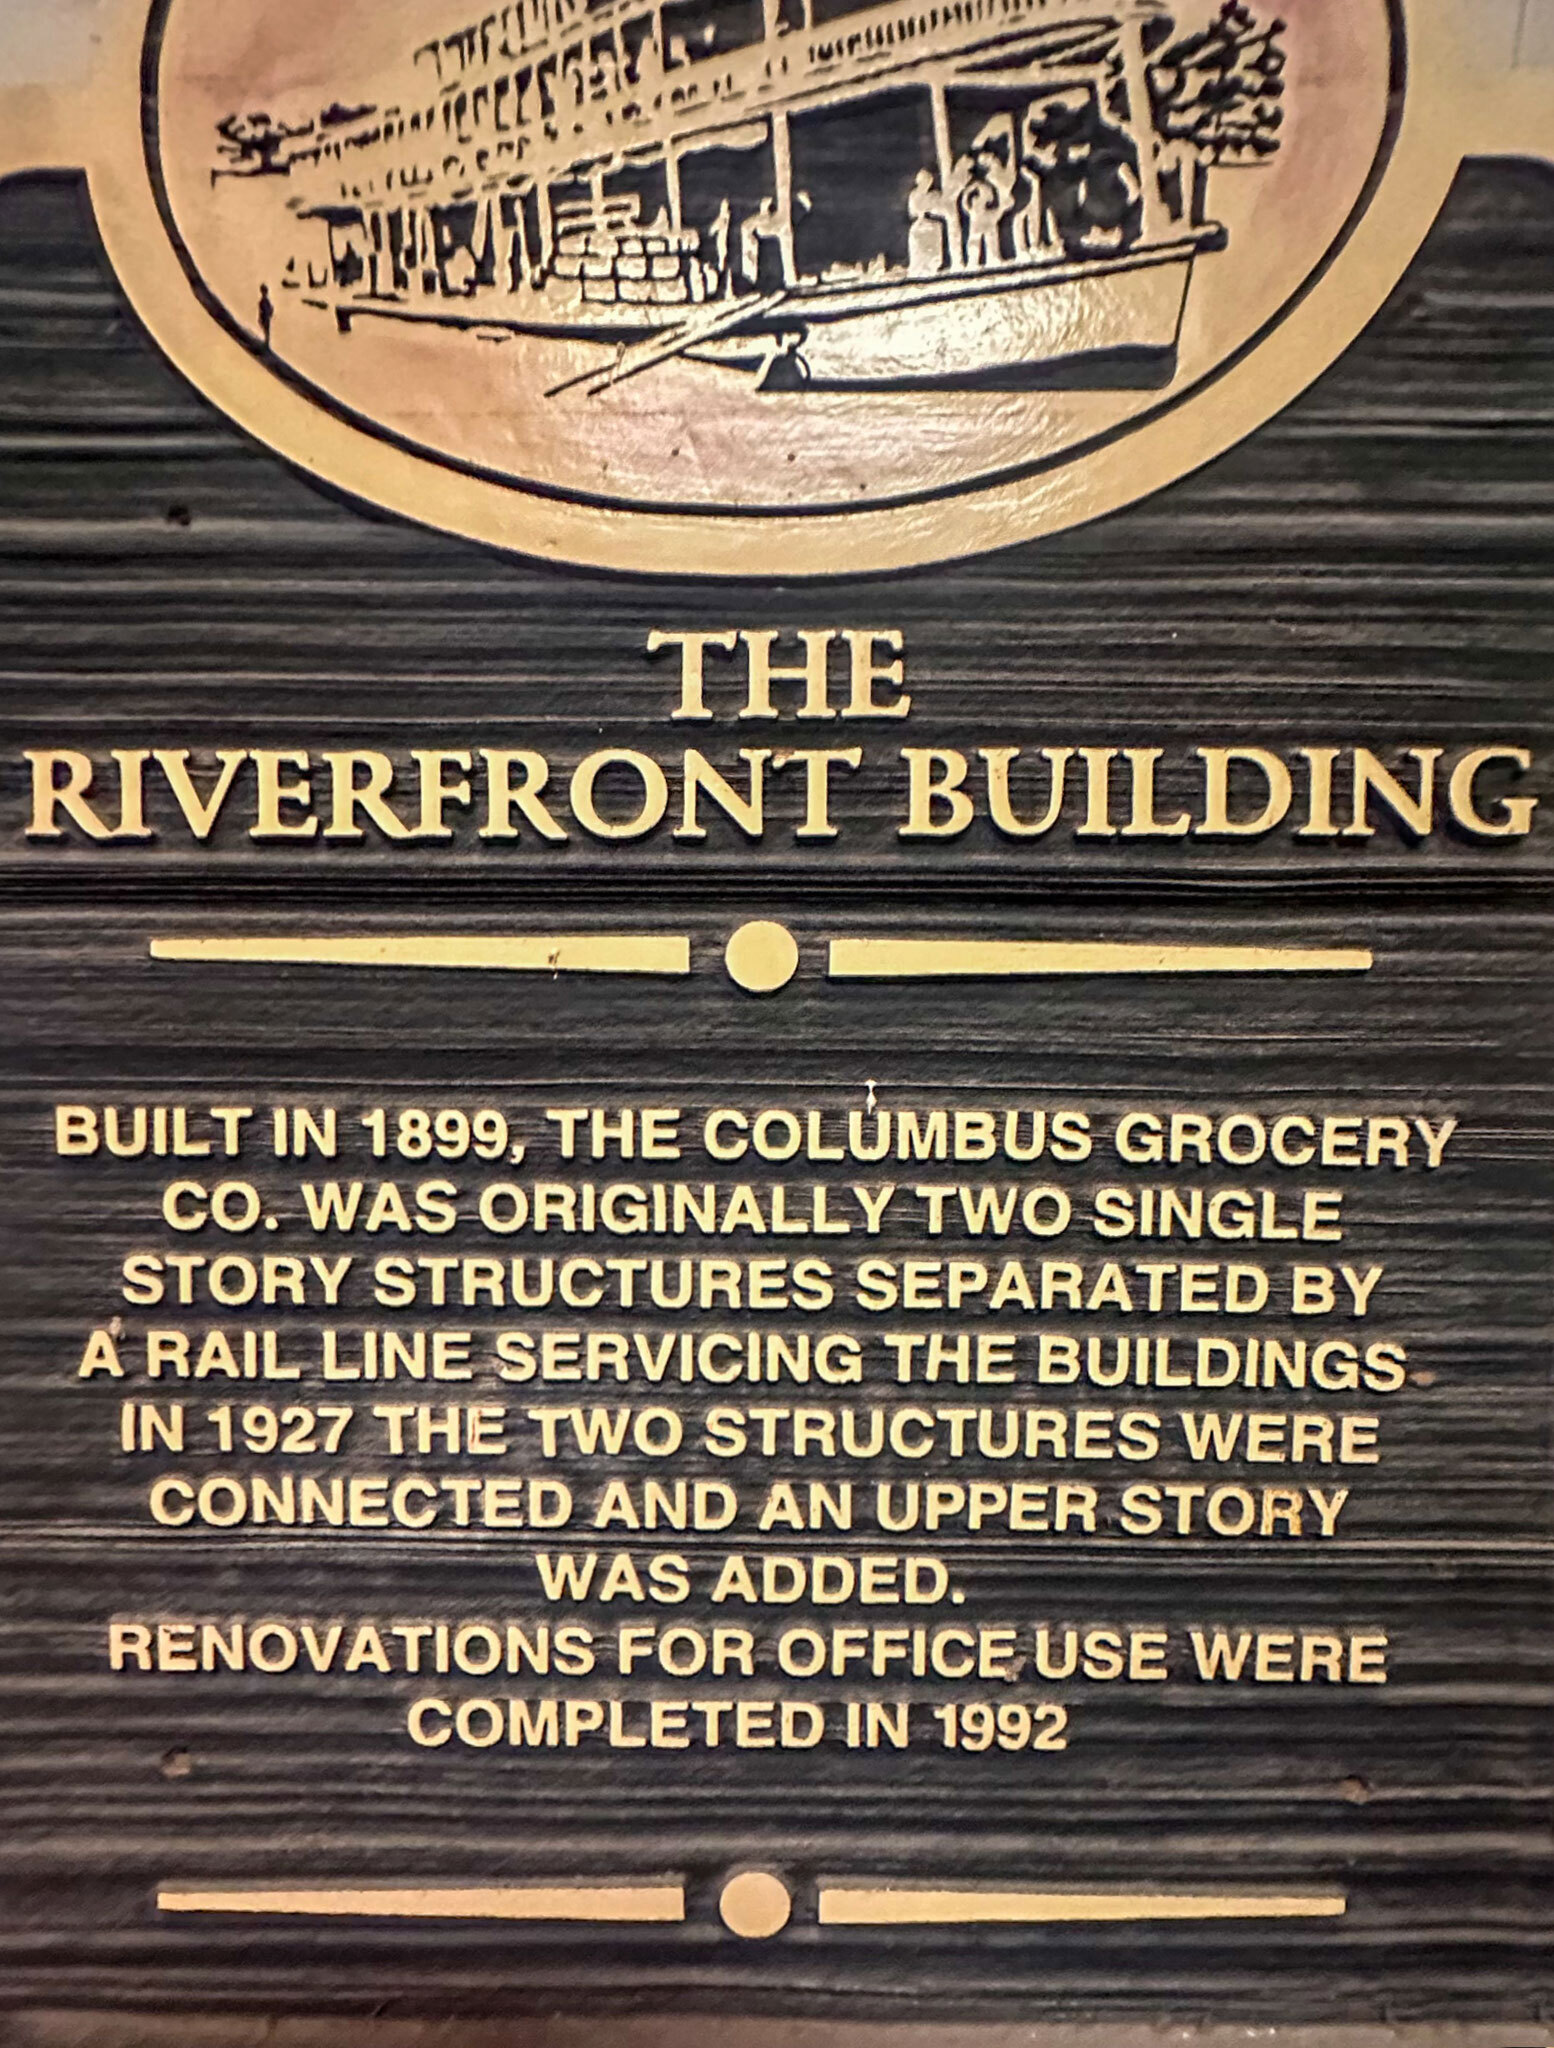 THE
RIVERFRONT BUILDING
BUILT IN 1899, THE COLUMBUS GROCERY
CO. WAS ORIGINALLY TWO SINGLE
STORY STRUCTURES SEPARATED BY
A RAIL LINE SERVICING THE BUILDINGS
IN 1927 THE TWO STRUCTURES WERE
CONNECTED AND AN UPPER STORY
WAS ADDED.
RENOVATIONS FOR OFFICE USE WERE
COMPLETED IN 1992